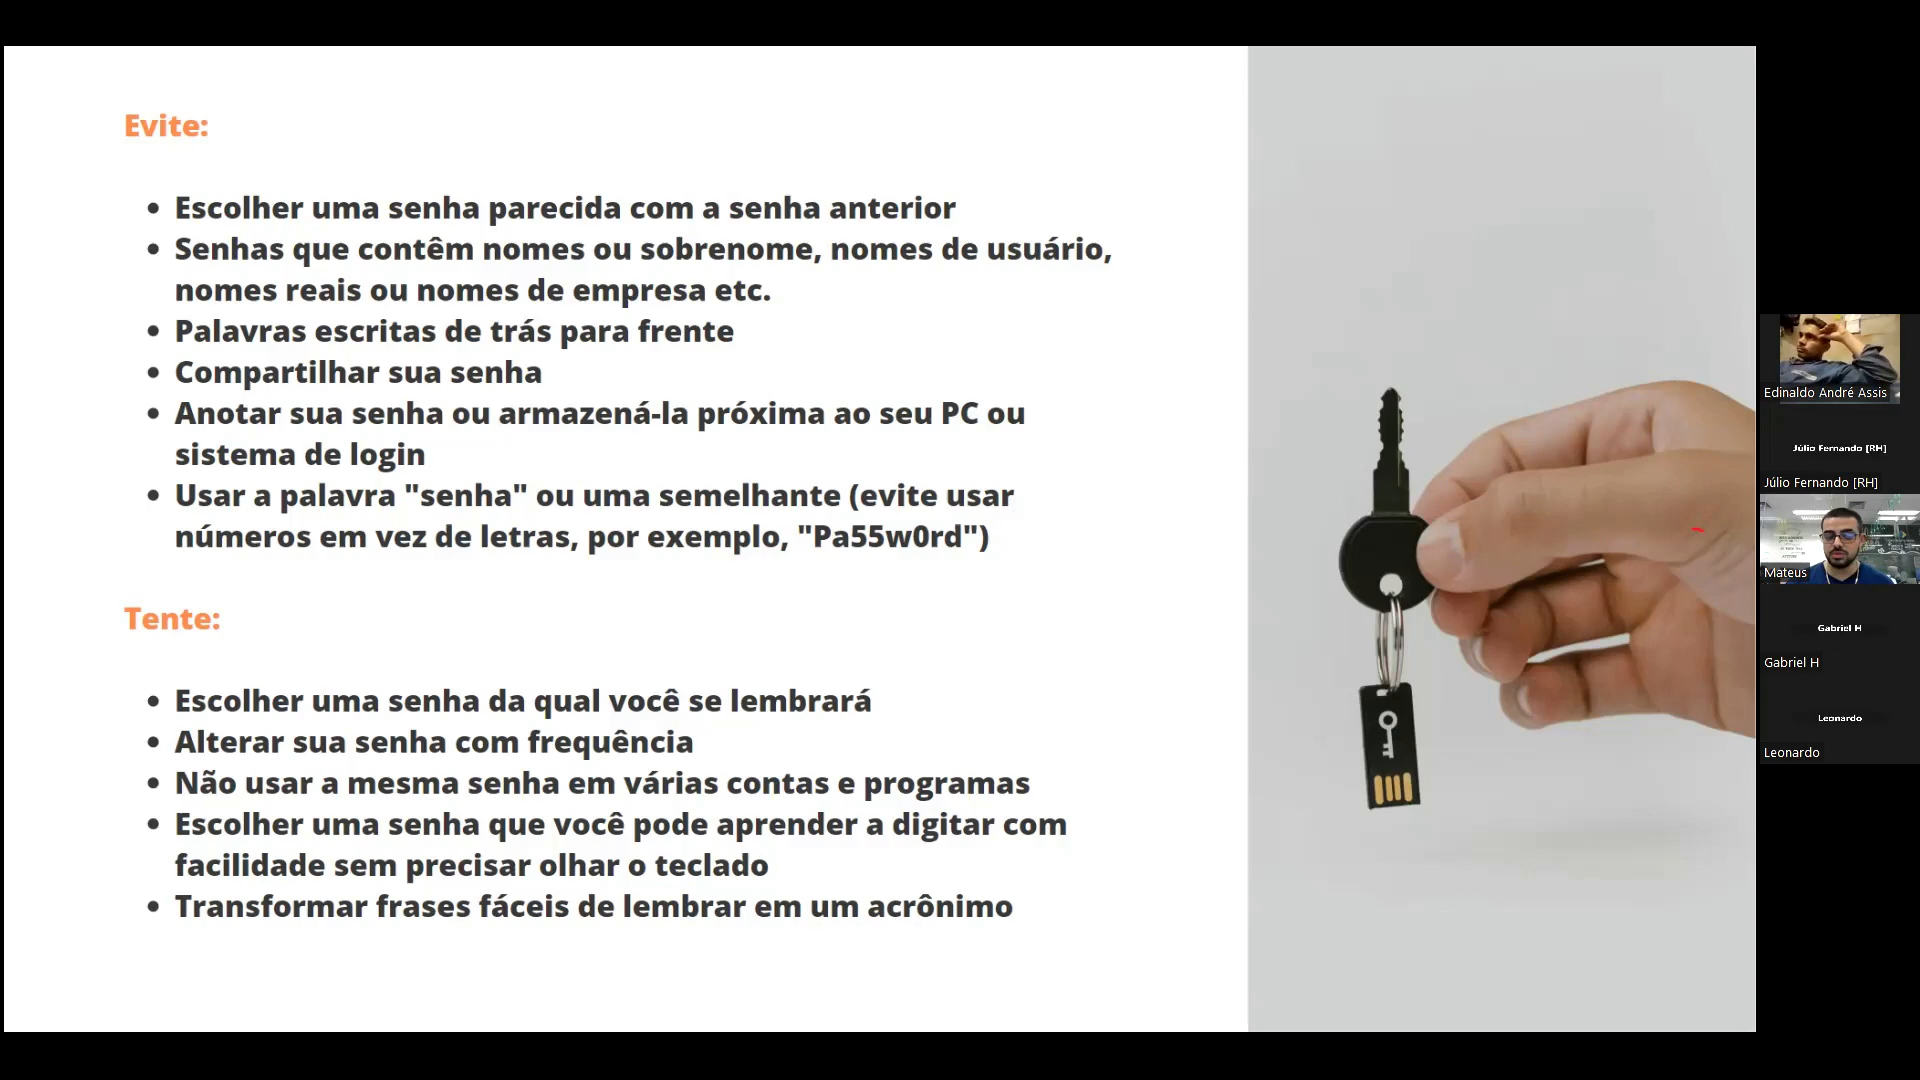 Evite:
Escolher uma senha parecida com a senha anterior
Senhas que contêm nomes ou sobrenome, nomes de usuário,
nomes reais ou nomes de empresa etc.
Palavras escritas de trás para frente
Compartilhar sua senha
Anotar sua senha ou armazená-la próxima ao seu PC ou
sistema de login
Usar a palavra "senha" ou uma semelhante (evite usar
números em vez de letras, por exemplo, "Pa55w0rd")
Tente:
Escolher uma senha da qual você se lembrará
Alterar sua senha com frequência
Não usar a mesma senha em várias contas e programas
Escolher uma senha que você pode aprender a digitar com
facilidade sem precisar olhar o teclado
Transformar frases fáceis de lembrar em um acrônimo
Edinaldo André Assis
Júlio Fernando [RH]
Júlio Fernando [RH]
Mateus
Gabriel H
Gabriel H
Leonardo
Leonardo